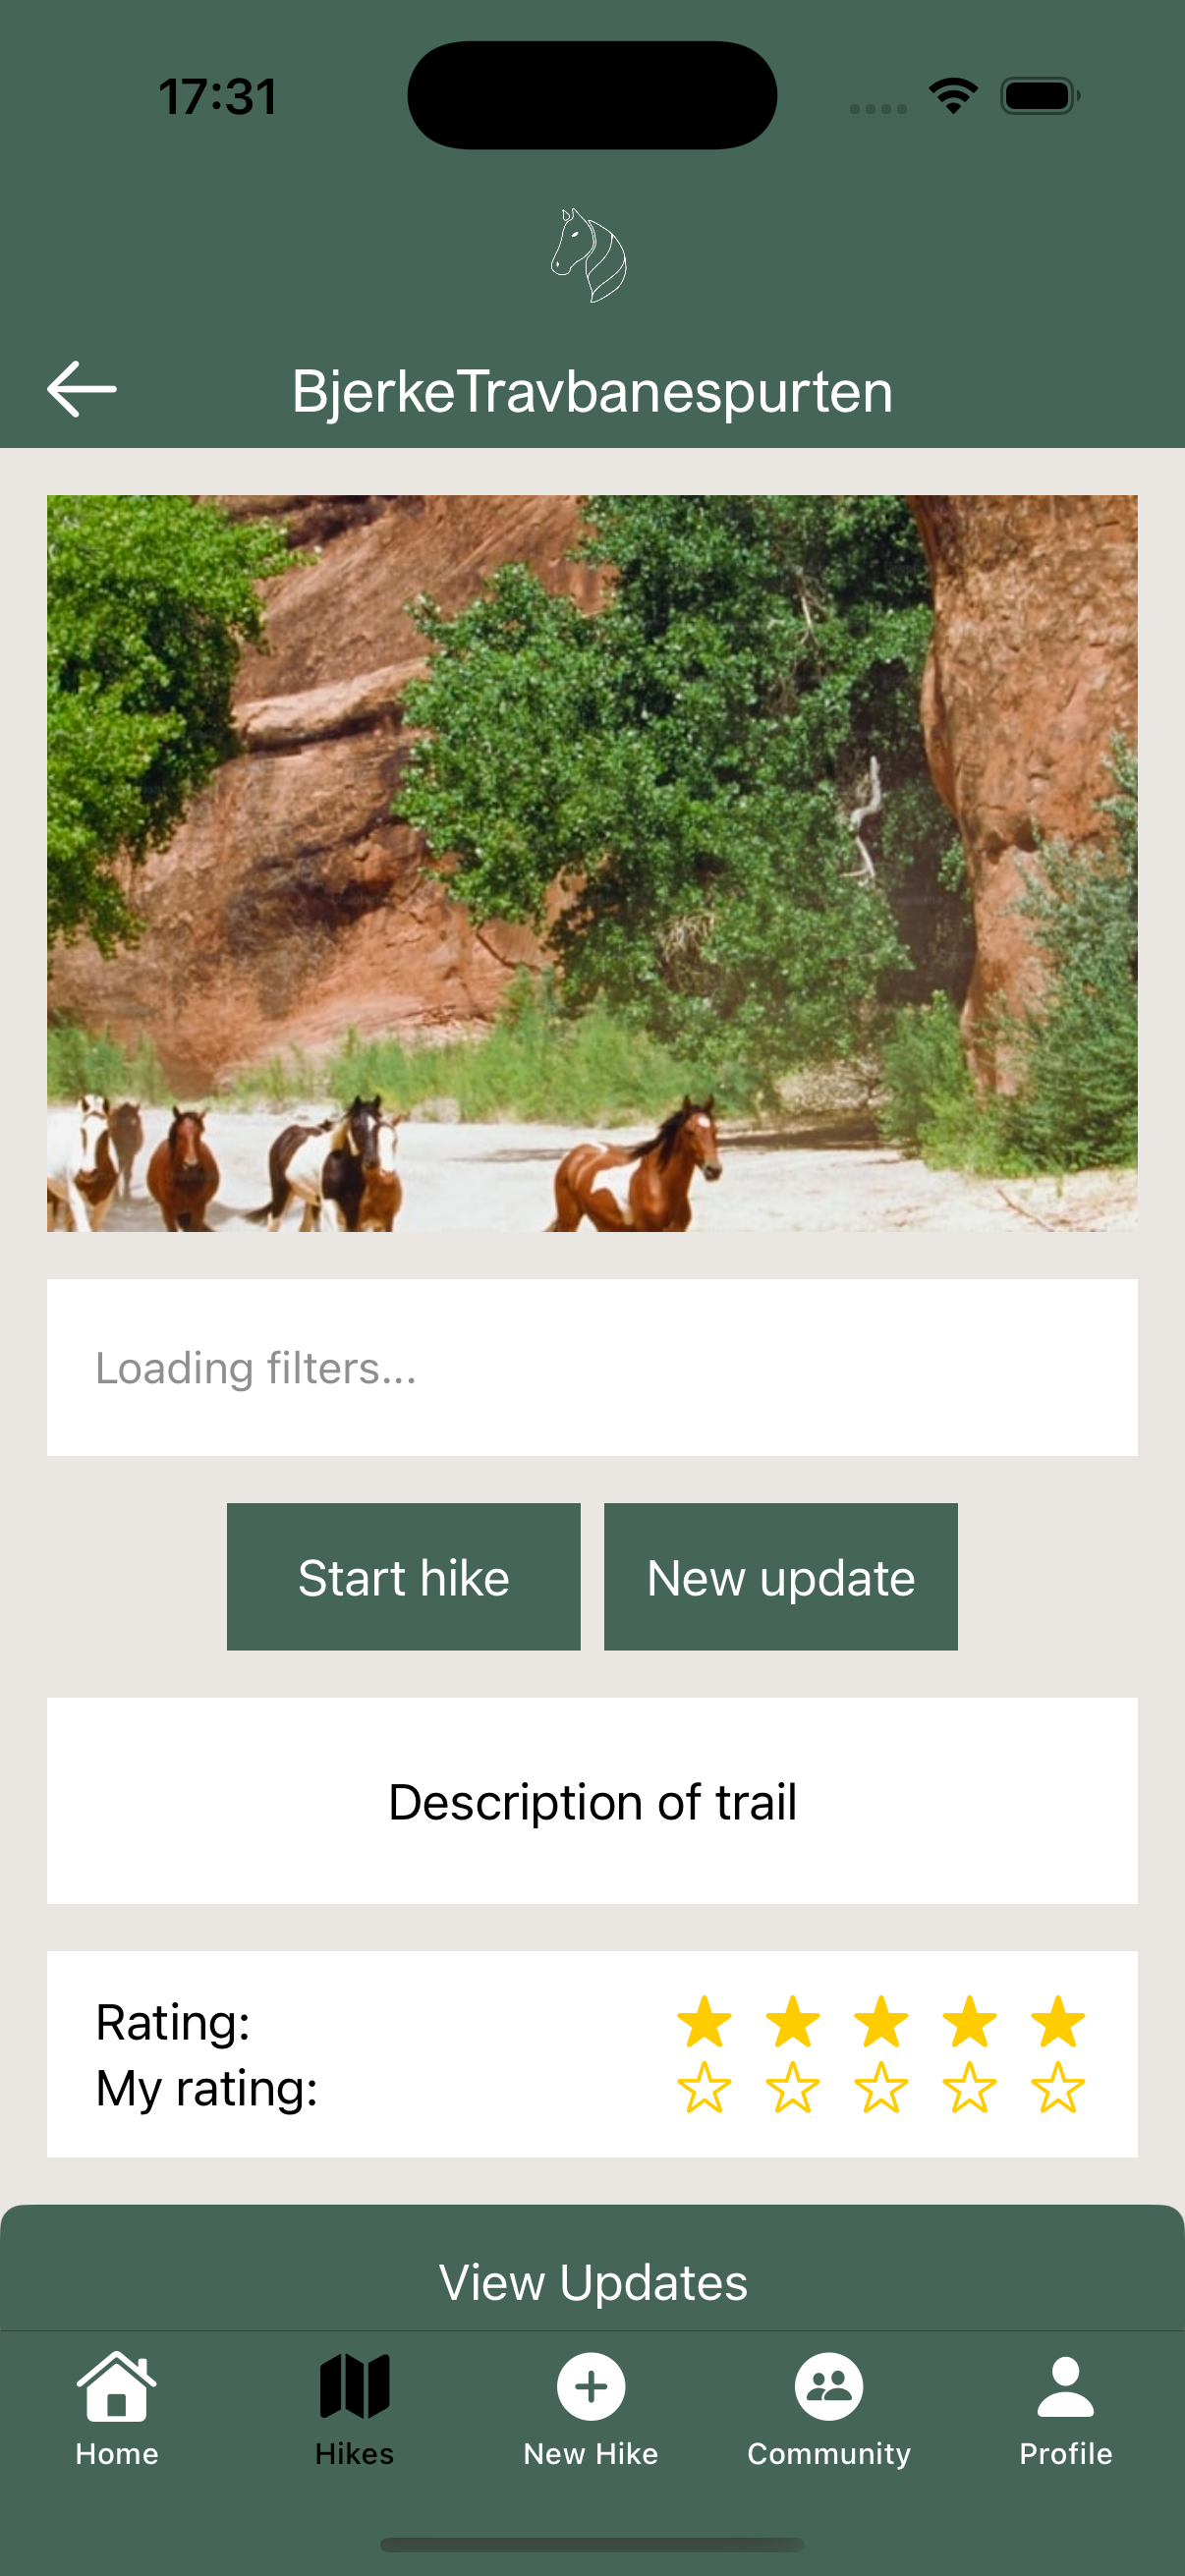 17:31
BjerkeTravbanespurten
Loading filters...
Start hike
New update
Description of trail
Rating:
My rating:
View Updates
Home
Hikes
New Hike
Community
Profile